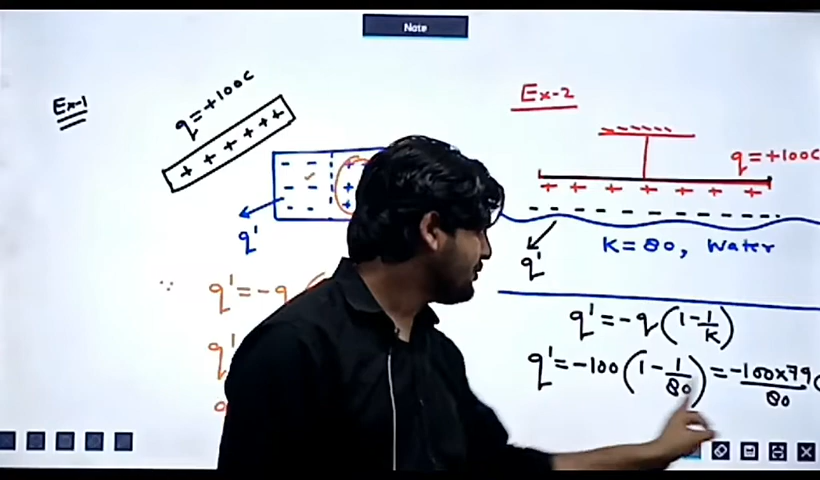 Note
Ex-1
q=+100C
+ + + + + +
- -
- -
- -
+
+
+
q'
∵ q'=-q(
q'
Ex-2
- - - - - -
q=+100C
+ + + + + + +
- - - - - - - - - - - -
q'
K=80, Water
q'=-q(1-1/K)
q'=-100(1-1/80)=-100×79/80